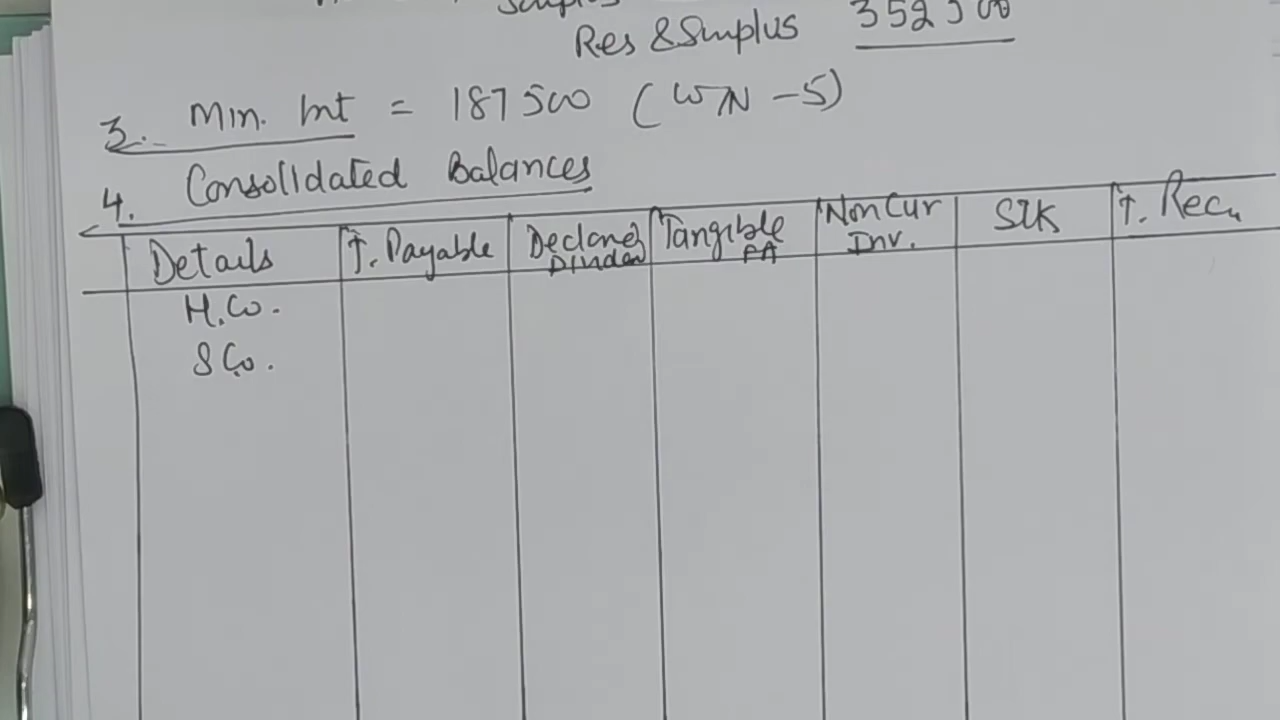 Res & Surplus 352500
3. Min. Int = 187500 (WN-5)
4. Consolidated Balances
Details T. Payable Declared Dividend Tangible FA Non Cur Inv. Stk T. Rec.
H.Co.
S Co.